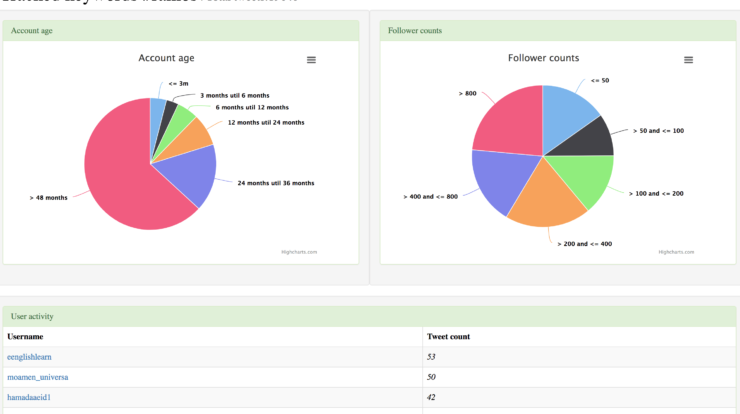 Account age
Follower counts
Account age
<= 3m
3 months util 6 months
6 months util 12 months
12 months util 24 months
24 months util 36 months
> 48 months
Highcharts.com
Follower counts
<= 50
> 50 and <= 100
> 100 and <= 200
> 200 and <= 400
> 400 and <= 800
> 800
Highcharts.com
User activity
Username Tweet count
eenglishlearn 53
moamen_universa 50
hamadaaeid1 42